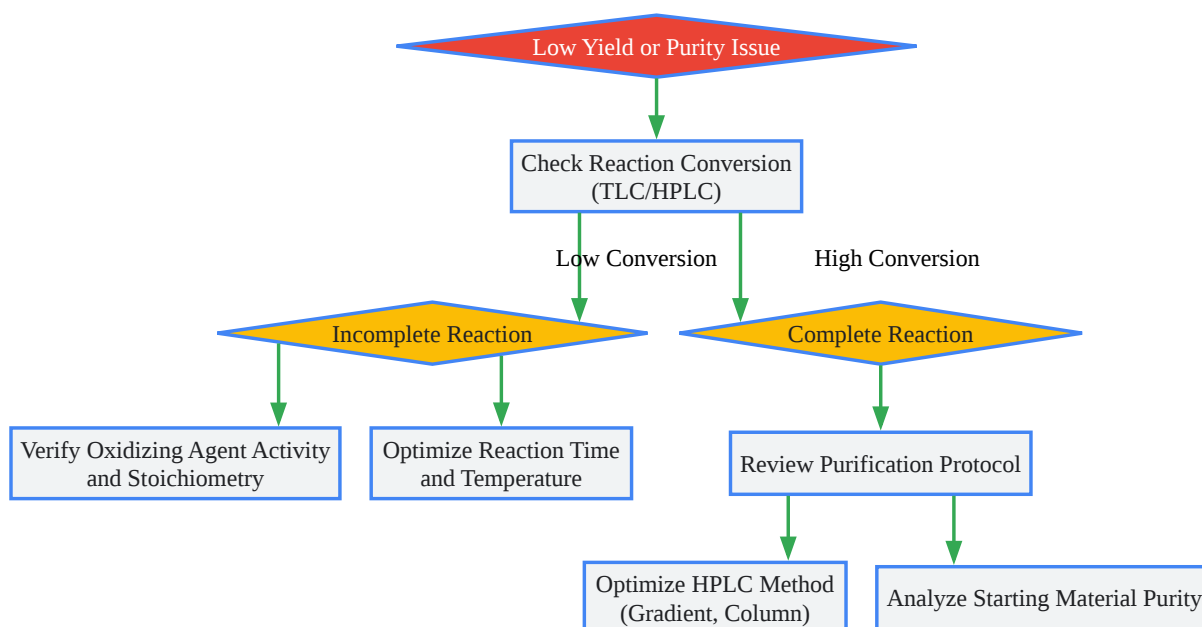 Low Yield or Purity Issue
Check Reaction Conversion
(TLC/HPLC)
Low Conversion
High Conversion
Incomplete Reaction
Complete Reaction
Verify Oxidizing Agent Activity
and Stoichiometry
Optimize Reaction Time
and Temperature
Review Purification Protocol
Optimize HPLC Method
(Gradient, Column)
Analyze Starting Material Purity